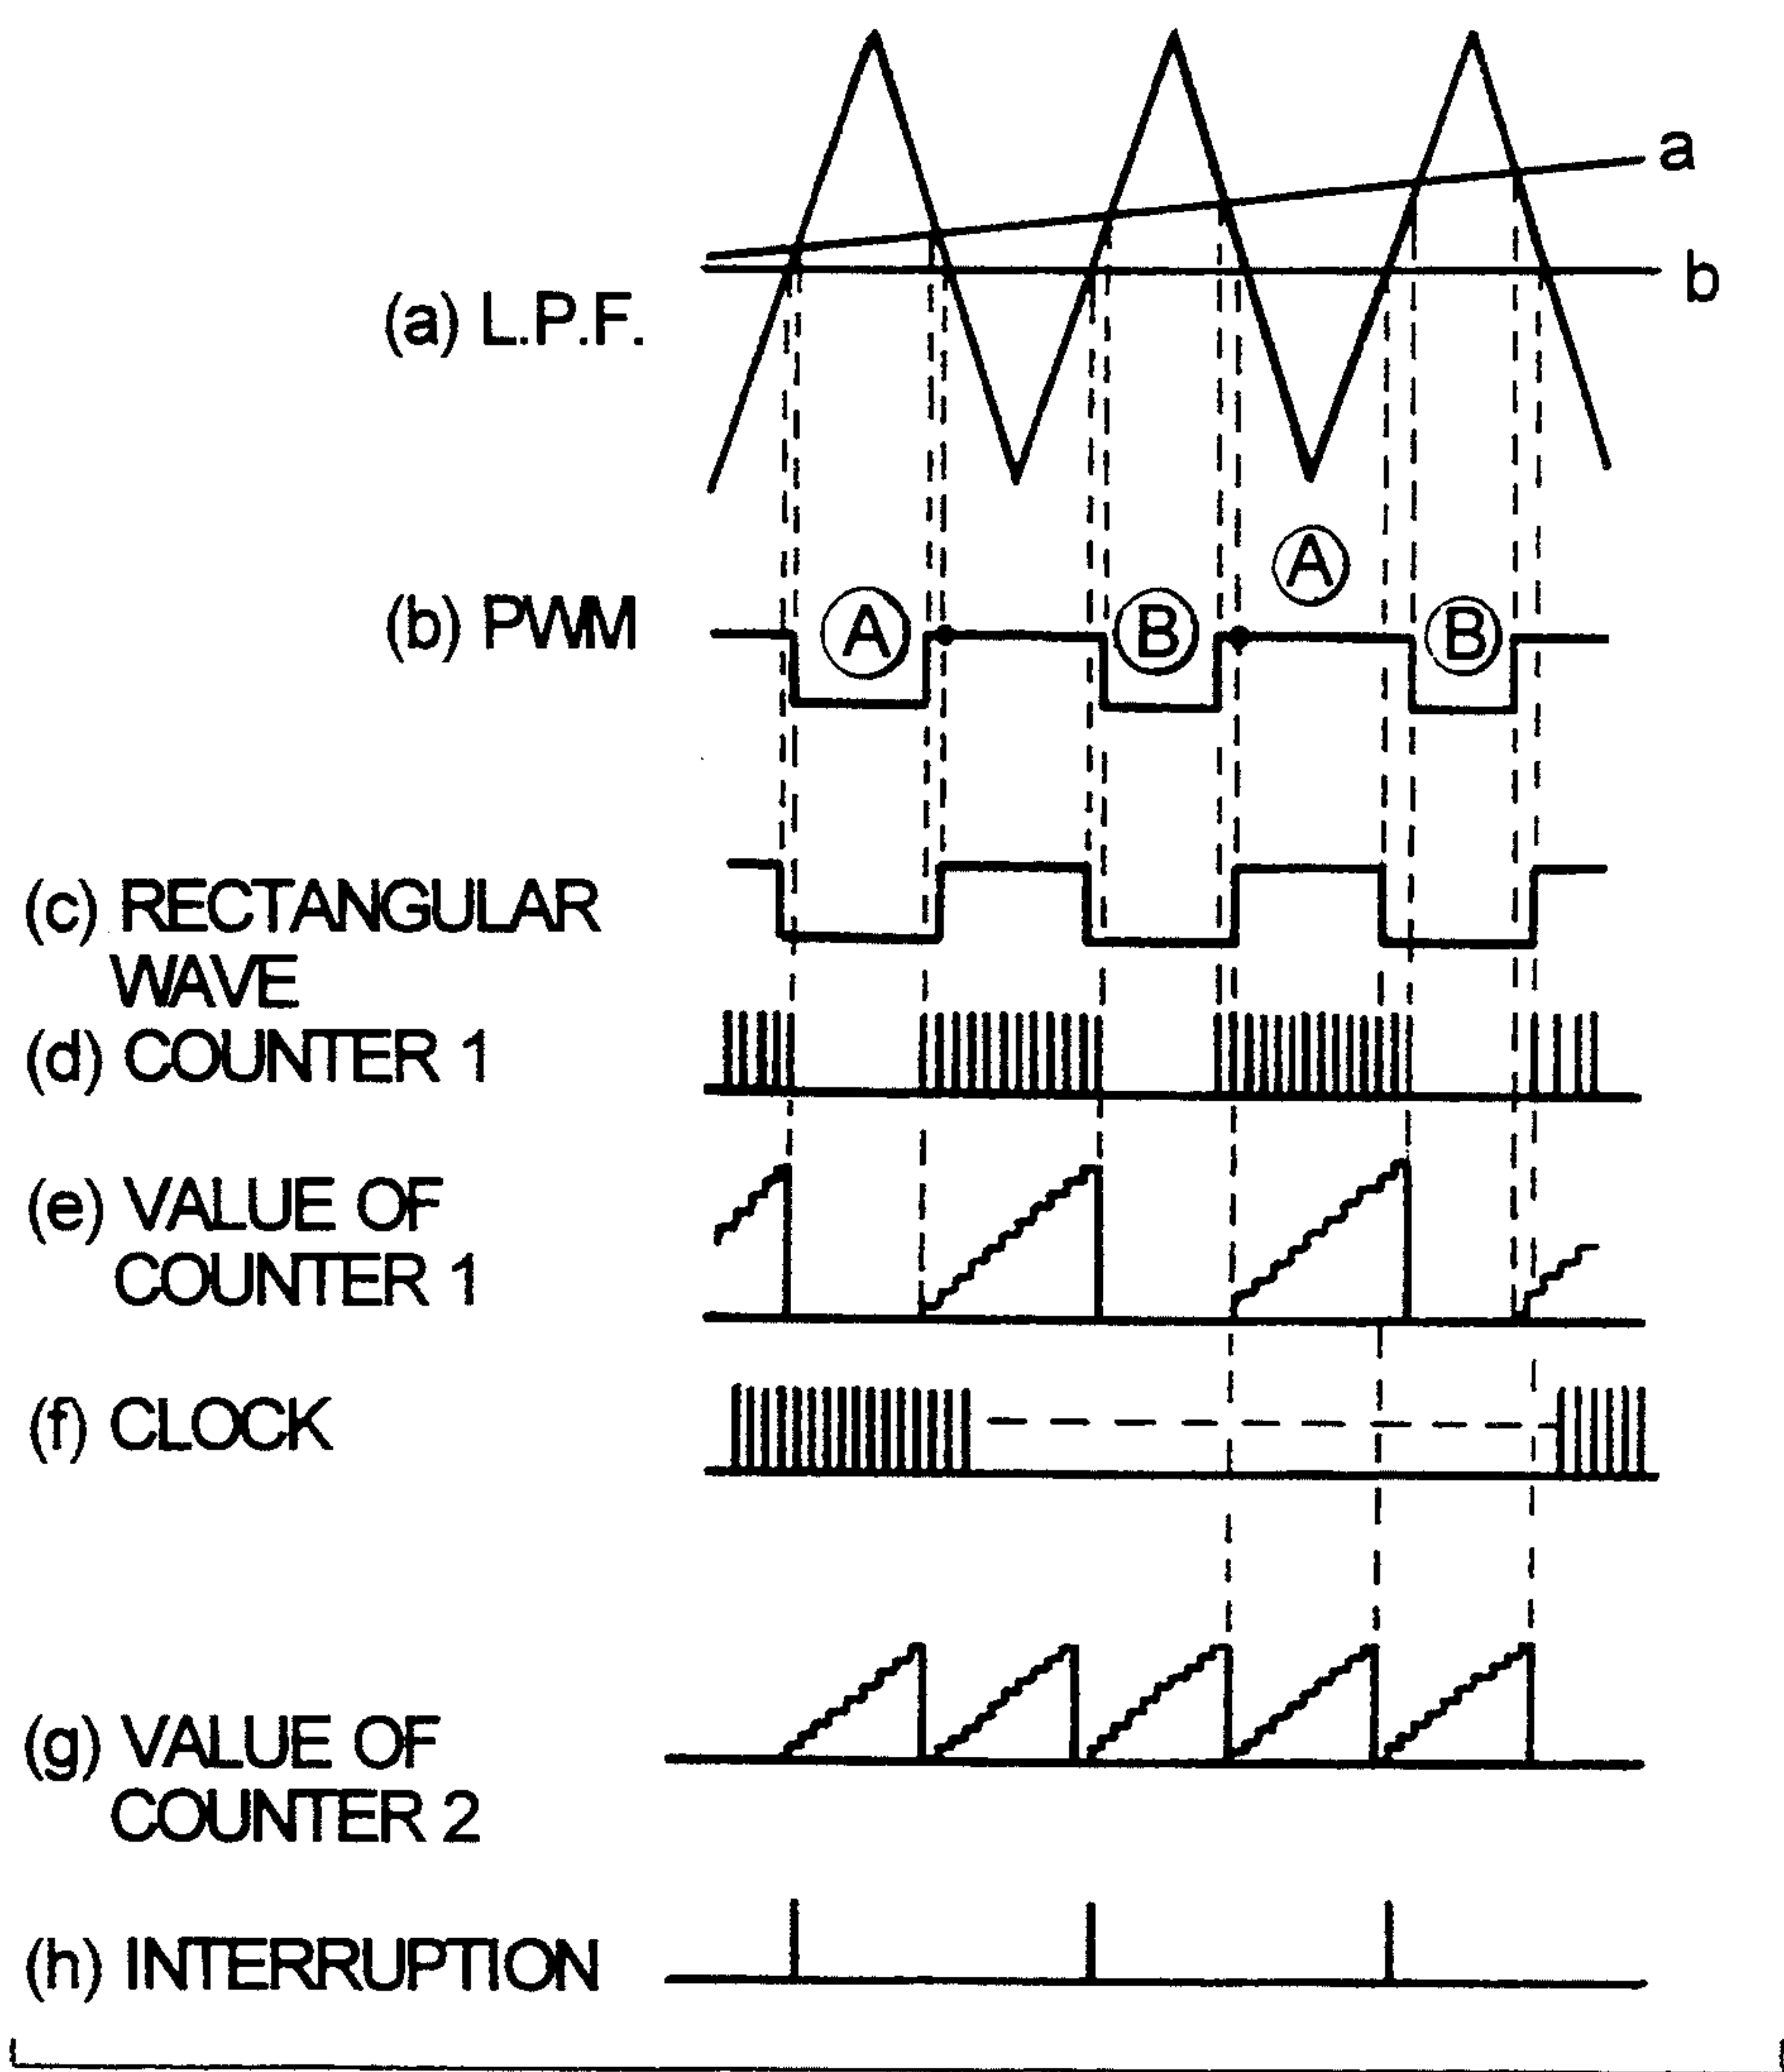 a
b
(a) L.P.F.
A
(b) PWM
A
B
B
(c) RECTANGULAR
WAVE
(d) COUNTER 1
(e) VALUE OF
COUNTER 1
(f) CLOCK
(g) VALUE OF
COUNTER 2
(h) INTERRUPTION